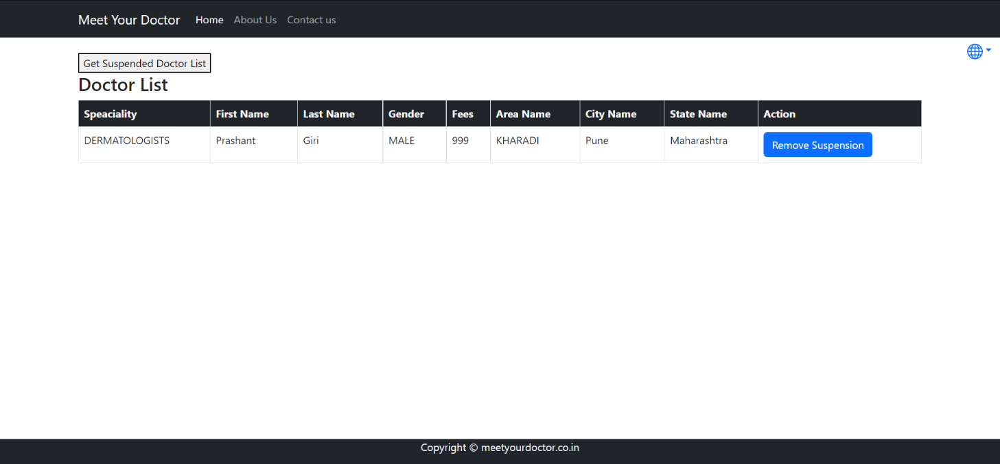 Meet Your Doctor Home About Us Contact us
Get Suspended Doctor List
Doctor List
Speaciality First Name Last Name Gender Fees Area Name City Name State Name Action
DERMATOLOGISTS Prashant Giri MALE 999 KHARADI Pune Maharashtra Remove Suspension
Copyright © meetyourdoctor.co.in